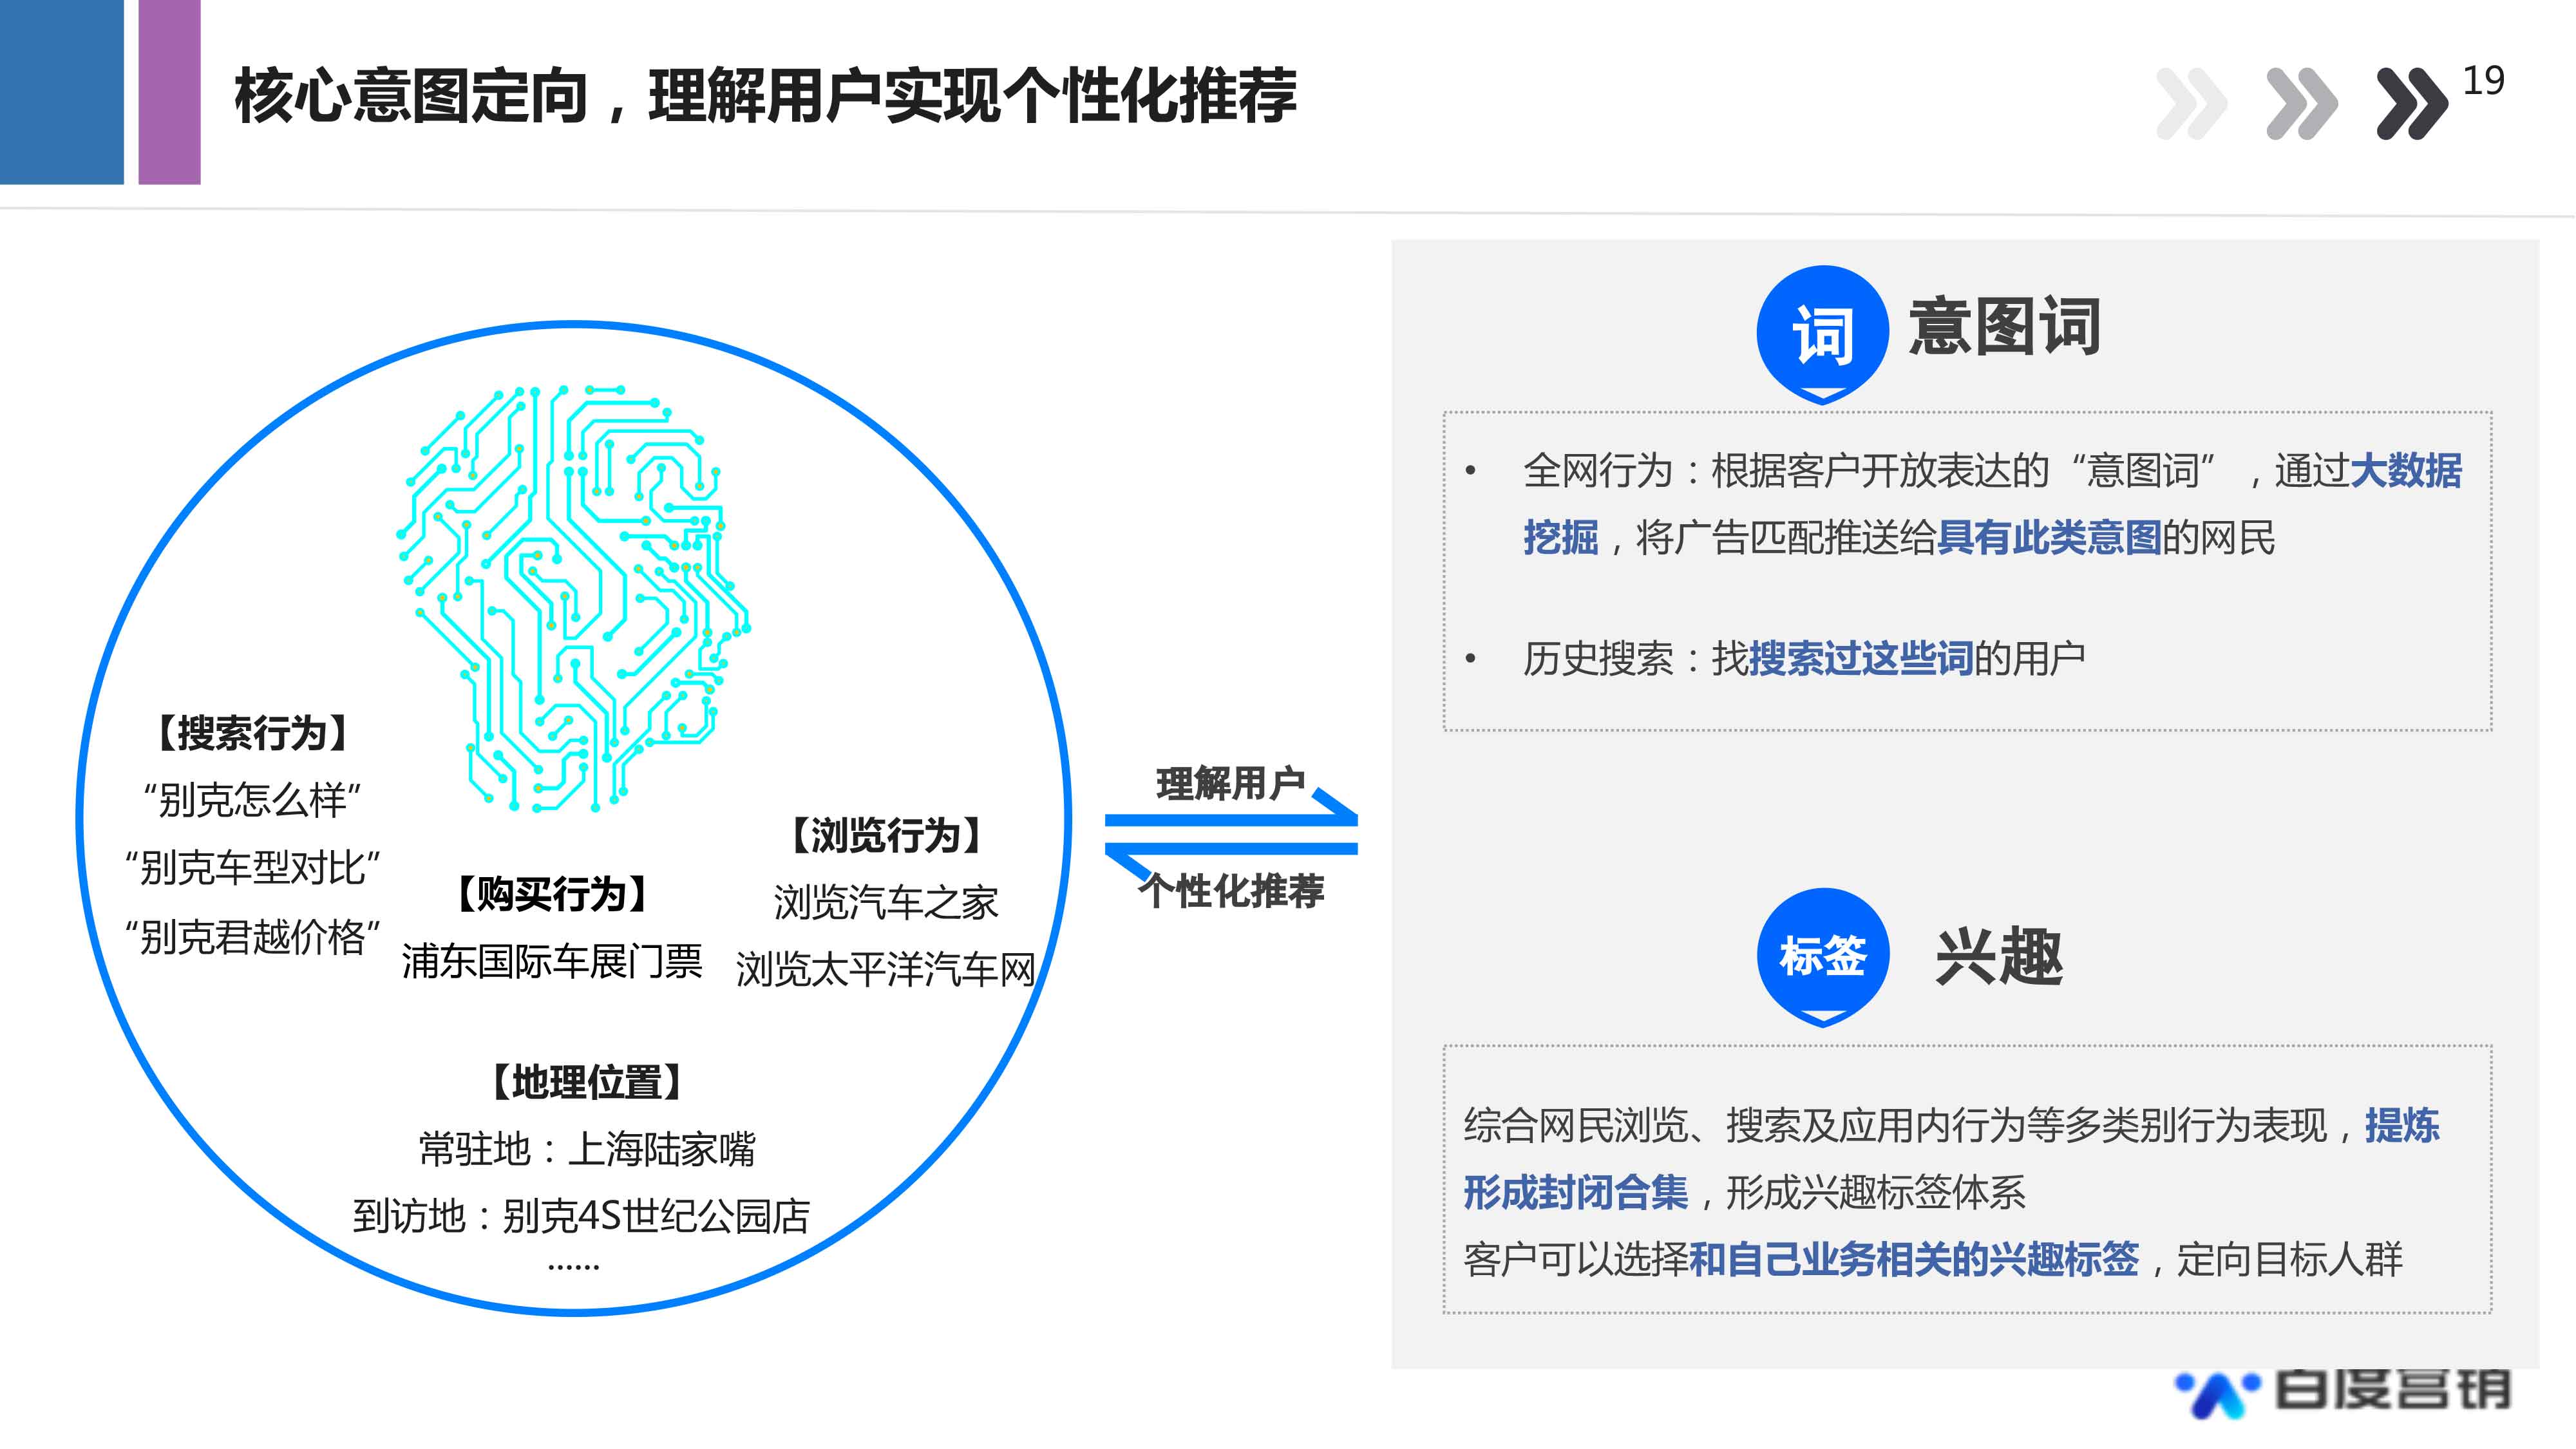 核心意图定向，理解用户实现个性化推荐
19
【搜索行为】
“别克怎么样”
“别克车型对比”
“别克君越价格”
【购买行为】
浦东国际车展门票
【浏览行为】
浏览汽车之家
浏览太平洋汽车网
【地理位置】
常驻地：上海陆家嘴
到访地：别克4S世纪公园店
……
理解用户
个性化推荐
词 意图词
• 全网行为：根据客户开放表达的“意图词”，通过大数据
挖掘，将广告匹配推送给具有此类意图的网民
• 历史搜索：找搜索过这些词的用户
标签 兴趣
综合网民浏览、搜索及应用内行为等多类别行为表现，提炼
形成封闭合集，形成兴趣标签体系
客户可以选择和自己业务相关的兴趣标签，定向目标人群
百度营销